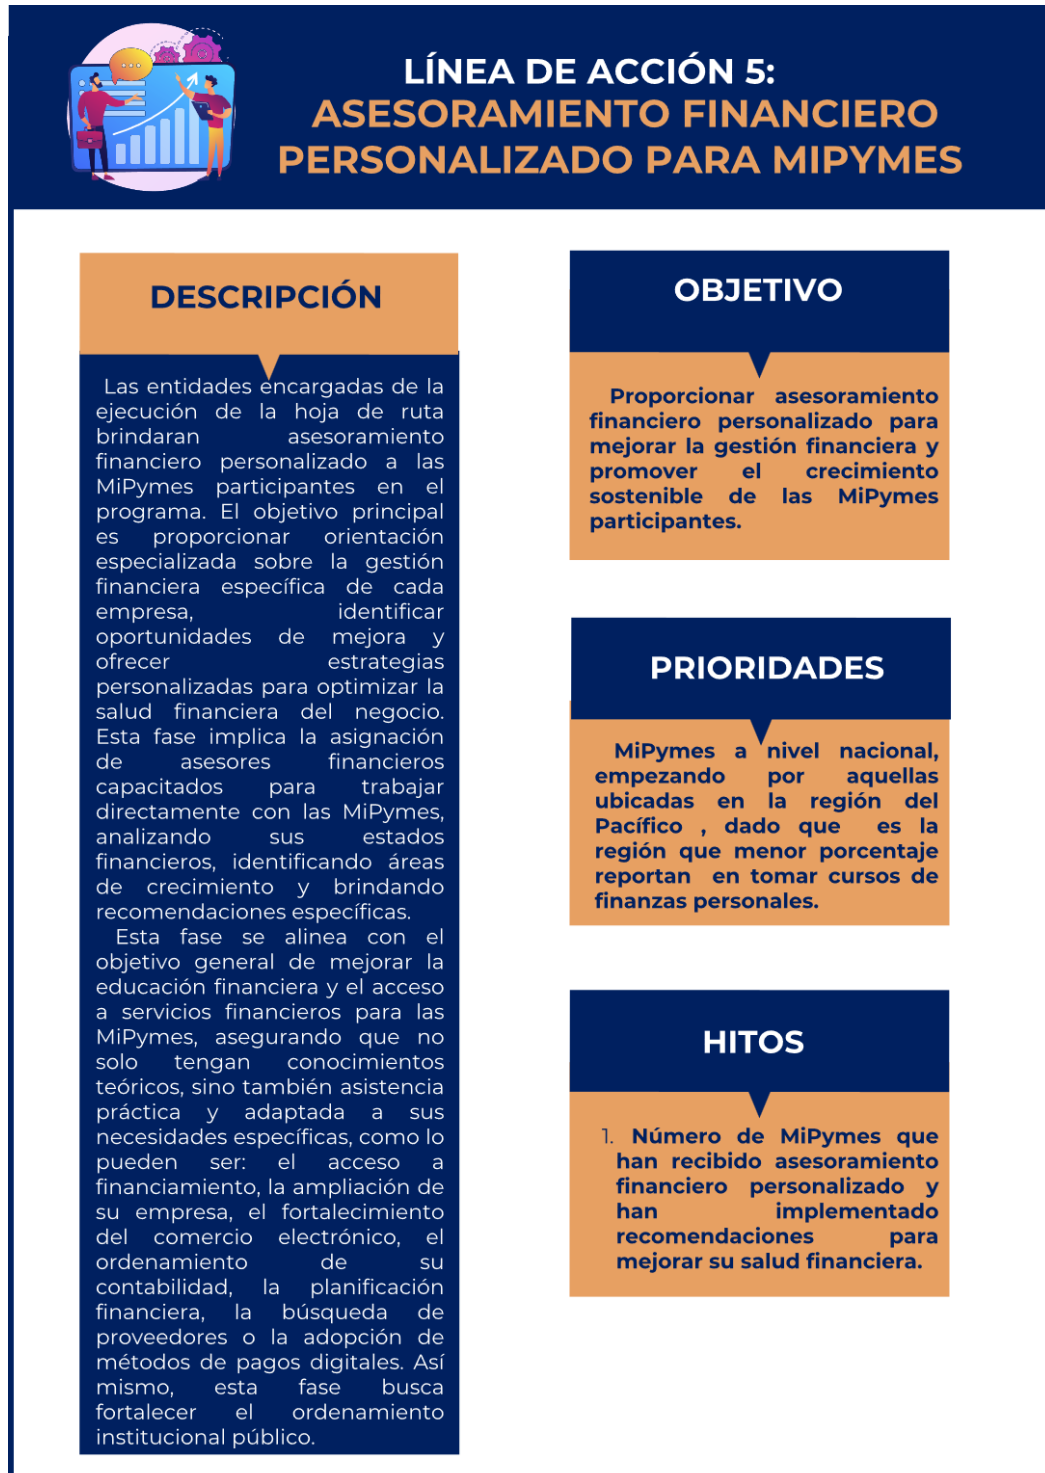 LÍNEA DE ACCIÓN 5:
ASESORAMIENTO FINANCIERO
PERSONALIZADO PARA MIPYMES
DESCRIPCIÓN
Las entidades encargadas de la
ejecución de la hoja de ruta
brindaran asesoramiento
financiero personalizado a las
MiPymes participantes en el
programa. El objetivo principal
es proporcionar orientación
especializada sobre la gestión
financiera específica de cada
empresa, identificar
oportunidades de mejora y
ofrecer estrategias
personalizadas para optimizar la
salud financiera del negocio.
Esta fase implica la asignación
de asesores financieros
capacitados para trabajar
directamente con las MiPymes,
analizando sus estados
financieros, identificando áreas
de crecimiento y brindando
recomendaciones específicas.
Esta fase se alinea con el
objetivo general de mejorar la
educación financiera y el acceso
a servicios financieros para las
MiPymes, asegurando que no
solo tengan conocimientos
teóricos, sino también asistencia
práctica y adaptada a sus
necesidades específicas, como lo
pueden ser: el acceso a
financiamiento, la ampliación de
su empresa, el fortalecimiento
del comercio electrónico, el
ordenamiento de su
contabilidad, la planificación
financiera, la búsqueda de
proveedores o la adopción de
métodos de pagos digitales. Así
mismo, esta fase busca
fortalecer el ordenamiento
institucional público.
OBJETIVO
Proporcionar asesoramiento
financiero personalizado para
mejorar la gestión financiera y
promover el crecimiento
sostenible de las MiPymes
participantes.
PRIORIDADES
MiPymes a nivel nacional,
empezando por aquellas
ubicadas en la región del
Pacífico , dado que es la
región que menor porcentaje
reportan en tomar cursos de
finanzas personales.
HITOS
1. Número de MiPymes que
han recibido asesoramiento
financiero personalizado y
han implementado
recomendaciones para
mejorar su salud financiera.